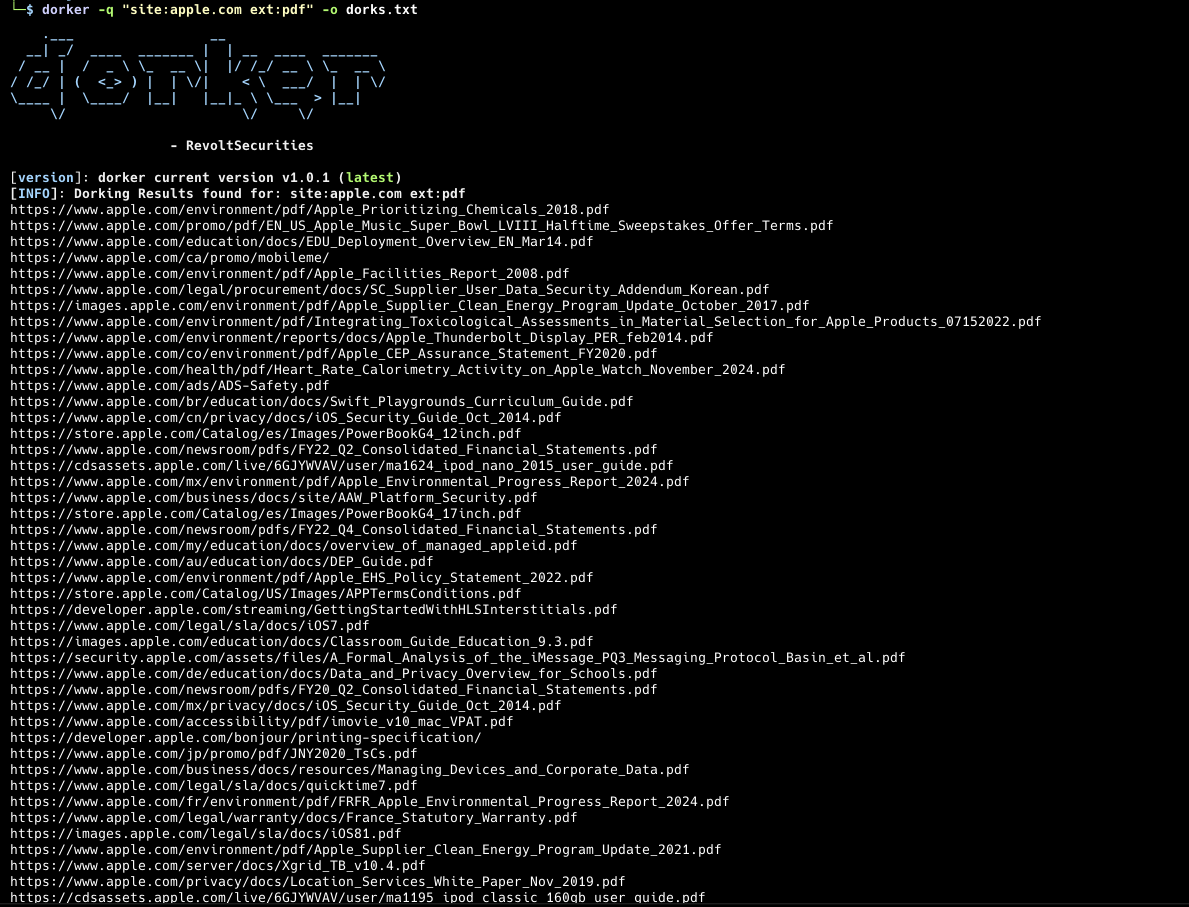 └─$ dorker -q "site:apple.com ext:pdf" -o dorks.txt
dorker
- RevoltSecurities
[version]: dorker current version v1.0.1 (latest)
[INFO]: Dorking Results found for: site:apple.com ext:pdf
https://www.apple.com/environment/pdf/Apple_Prioritizing_Chemicals_2018.pdf
https://www.apple.com/promo/pdf/EN_US_Apple_Music_Super_Bowl_LVIII_Halftime_Sweepstakes_Offer_Terms.pdf
https://www.apple.com/education/docs/EDU_Deployment_Overview_EN_Mar14.pdf
https://www.apple.com/ca/promo/mobileme/
https://www.apple.com/environment/pdf/Apple_Facilities_Report_2008.pdf
https://www.apple.com/legal/procurement/docs/SC_Supplier_User_Data_Security_Addendum_Korean.pdf
https://images.apple.com/environment/pdf/Apple_Supplier_Clean_Energy_Program_Update_October_2017.pdf
https://www.apple.com/environment/pdf/Integrating_Toxicological_Assessments_in_Material_Selection_for_Apple_Products_07152022.pdf
https://www.apple.com/environment/reports/docs/Apple_Thunderbolt_Display_PER_feb2014.pdf
https://www.apple.com/co/environment/pdf/Apple_CEP_Assurance_Statement_FY2020.pdf
https://www.apple.com/health/pdf/Heart_Rate_Calorimetry_Activity_on_Apple_Watch_November_2024.pdf
https://www.apple.com/ads/ADS-Safety.pdf
https://www.apple.com/br/education/docs/Swift_Playgrounds_Curriculum_Guide.pdf
https://www.apple.com/cn/privacy/docs/iOS_Security_Guide_Oct_2014.pdf
https://store.apple.com/Catalog/es/Images/PowerBookG4_12inch.pdf
https://www.apple.com/newsroom/pdfs/FY22_Q2_Consolidated_Financial_Statements.pdf
https://cdsassets.apple.com/live/6GJYWVAV/user/ma1624_ipod_nano_2015_user_guide.pdf
https://www.apple.com/mx/environment/pdf/Apple_Environmental_Progress_Report_2024.pdf
https://www.apple.com/business/docs/site/AAW_Platform_Security.pdf
https://store.apple.com/Catalog/es/Images/PowerBookG4_17inch.pdf
https://www.apple.com/newsroom/pdfs/FY22_Q4_Consolidated_Financial_Statements.pdf
https://www.apple.com/my/education/docs/overview_of_managed_appleid.pdf
https://www.apple.com/au/education/docs/DEP_Guide.pdf
https://www.apple.com/environment/pdf/Apple_EHS_Policy_Statement_2022.pdf
https://store.apple.com/Catalog/US/Images/APPTermsConditions.pdf
https://developer.apple.com/streaming/GettingStartedWithHLSInterstitials.pdf
https://www.apple.com/legal/sla/docs/iOS7.pdf
https://images.apple.com/education/docs/Classroom_Guide_Education_9.3.pdf
https://security.apple.com/assets/files/A_Formal_Analysis_of_the_iMessage_PQ3_Messaging_Protocol_Basin_et_al.pdf
https://www.apple.com/de/education/docs/Data_and_Privacy_Overview_for_Schools.pdf
https://www.apple.com/newsroom/pdfs/FY20_Q2_Consolidated_Financial_Statements.pdf
https://www.apple.com/mx/privacy/docs/iOS_Security_Guide_Oct_2014.pdf
https://www.apple.com/accessibility/pdf/imovie_v10_mac_VPAT.pdf
https://developer.apple.com/bonjour/printing-specification/
https://www.apple.com/jp/promo/pdf/JNY2020_TsCs.pdf
https://www.apple.com/business/docs/resources/Managing_Devices_and_Corporate_Data.pdf
https://www.apple.com/legal/sla/docs/quicktime7.pdf
https://www.apple.com/fr/environment/pdf/FRFR_Apple_Environmental_Progress_Report_2024.pdf
https://www.apple.com/legal/warranty/docs/France_Statutory_Warranty.pdf
https://images.apple.com/legal/sla/docs/iOS81.pdf
https://www.apple.com/environment/pdf/Apple_Supplier_Clean_Energy_Program_Update_2021.pdf
https://www.apple.com/server/docs/Xgrid_TB_v10.4.pdf
https://www.apple.com/privacy/docs/Location_Services_White_Paper_Nov_2019.pdf
https://cdsassets.apple.com/live/6GJYWVAV/user/ma1195_ipod_classic_160gb_user_guide.pdf